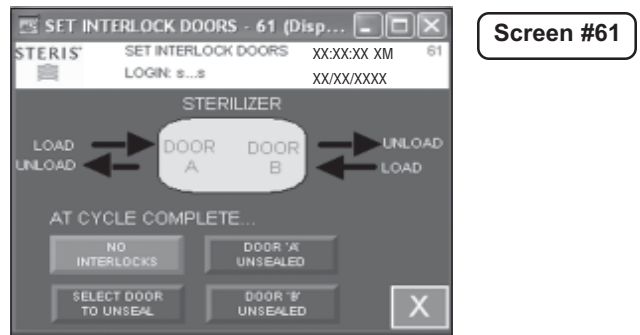 SET INTERLOCK DOORS - 61 (Disp...
Screen #61
STERIS® SET INTERLOCK DOORS XX:XX:XX XM 61
LOGIN: s...s XX/XX/XXXX
STERILIZER
LOAD DOOR DOOR UNLOAD
UNLOAD A B LOAD
AT CYCLE COMPLETE...
NO INTERLOCKS
DOOR 'A' UNSEALED
SELECT DOOR TO UNSEAL
DOOR 'B' UNSEALED
X